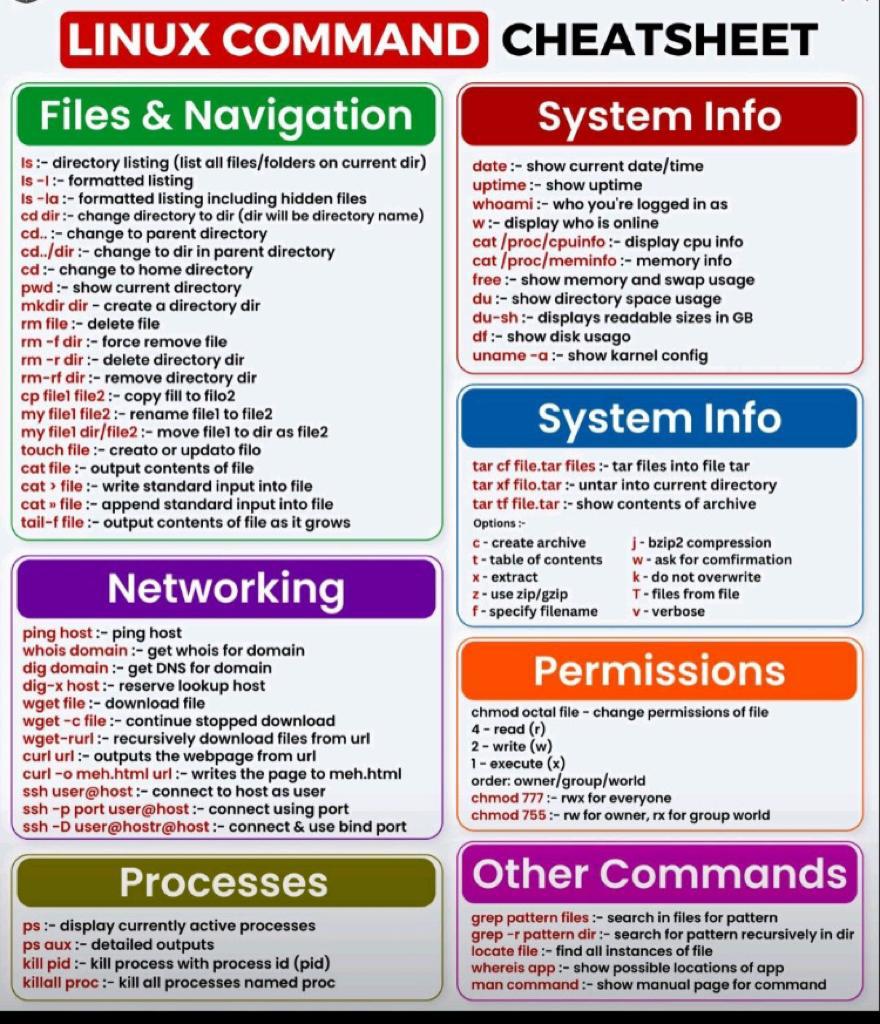 LINUX COMMAND CHEATSHEET
Files & Navigation
ls :- directory listing (list all files/folders on current dir)
ls -l :- formatted listing
ls -la :- formatted listing including hidden files
cd dir :- change directory to dir (dir will be directory name)
cd.. :- change to parent directory
cd../dir :- change to dir in parent directory
cd :- change to home directory
pwd :- show current directory
mkdir dir - create a directory dir
rm file :- delete file
rm -f dir :- force remove file
rm -r dir :- delete directory dir
rm-rf dir :- remove directory dir
cp file1 file2 :- copy fill to filo2
my file1 file2 :- rename file1 to file2
my file1 dir/file2 :- move file1 to dir as file2
touch file :- creato or updato filo
cat file :- output contents of file
cat > file :- write standard input into file
cat » file :- append standard input into file
tail-f file :- output contents of file as it grows
Networking
ping host :- ping host
whois domain :- get whois for domain
dig domain :- get DNS for domain
dig-x host :- reserve lookup host
wget file :- download file
wget -c file :- continue stopped download
wget-rurl :- recursively download files from url
curl url :- outputs the webpage from url
curl -o meh.html url :- writes the page to meh.html
ssh user@host :- connect to host as user
ssh -p port user@host :- connect using port
ssh -D user@hostr@host :- connect & use bind port
Processes
ps :- display currently active processes
ps aux :- detailed outputs
kill pid :- kill process with process id (pid)
killall proc :- kill all processes named proc
System Info
date :- show current date/time
uptime :- show uptime
whoami :- who you're logged in as
w :- display who is online
cat /proc/cpuinfo :- display cpu info
cat /proc/meminfo :- memory info
free :- show memory and swap usage
du :- show directory space usage
du-sh :- displays readable sizes in GB
df :- show disk usago
uname -a :- show karnel config
System Info
tar cf file.tar files :- tar files into file tar
tar xf filo.tar :- untar into current directory
tar tf file.tar :- show contents of archive
Options :-
c - create archive
t - table of contents
x - extract
z - use zip/gzip
f - specify filename
j - bzip2 compression
w - ask for comfirmation
k - do not overwrite
T - files from file
v - verbose
Permissions
chmod octal file - change permissions of file
4 - read (r)
2 - write (w)
1 - execute (x)
order: owner/group/world
chmod 777 :- rwx for everyone
chmod 755 :- rw for owner, rx for group world
Other Commands
grep pattern files :- search in files for pattern
grep -r pattern dir :- search for pattern recursively in dir
locate file :- find all instances of file
whereis app :- show possible locations of app
man command :- show manual page for command